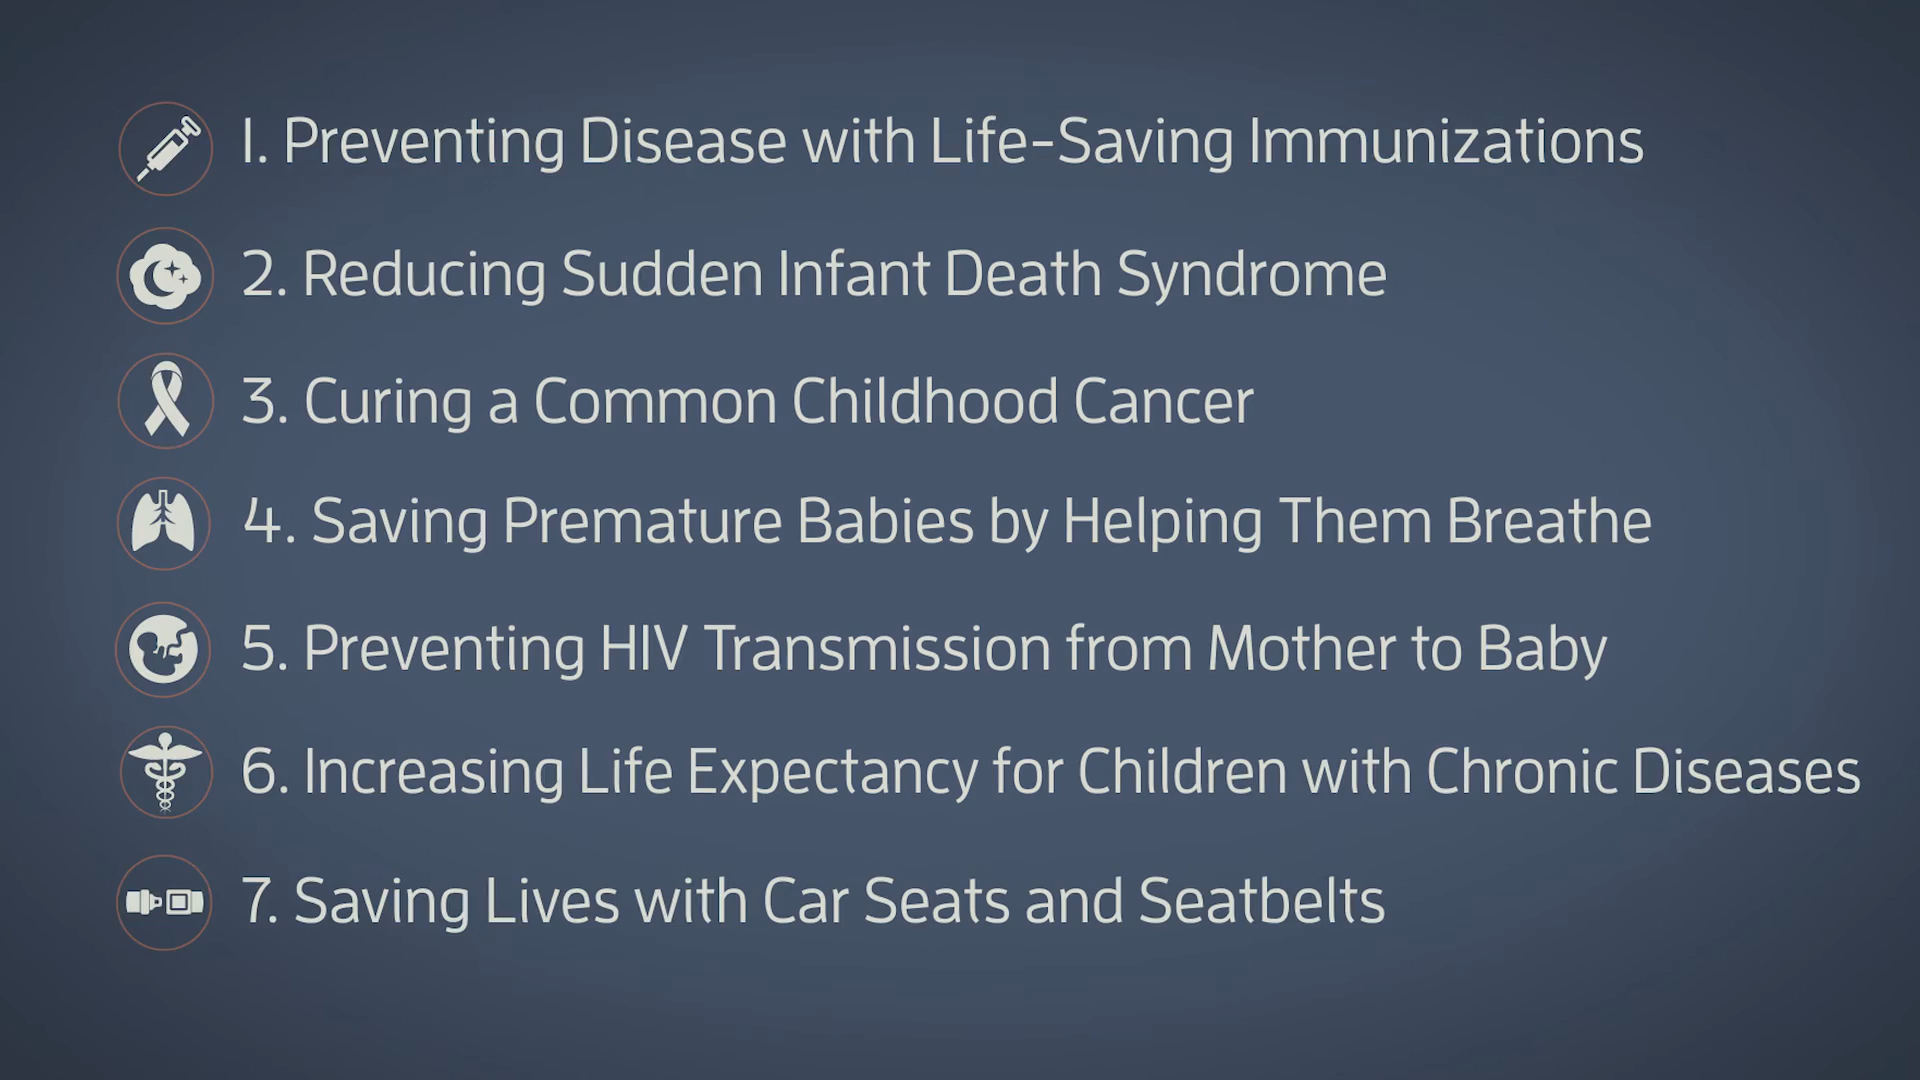 1. Preventing Disease with Life-Saving Immunizations
2. Reducing Sudden Infant Death Syndrome
3. Curing a Common Childhood Cancer
4. Saving Premature Babies by Helping Them Breathe
5. Preventing HIV Transmission from Mother to Baby
6. Increasing Life Expectancy for Children with Chronic Diseases
7. Saving Lives with Car Seats and Seatbelts